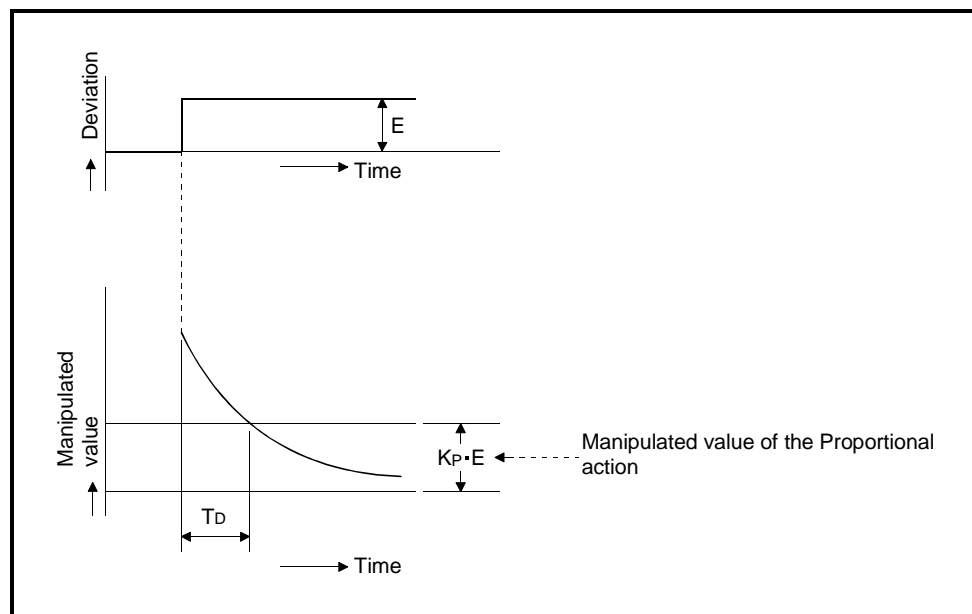 Deviation
E
Time
Manipulated
value
KP·E
Manipulated value of the Proportional
action
TD
Time